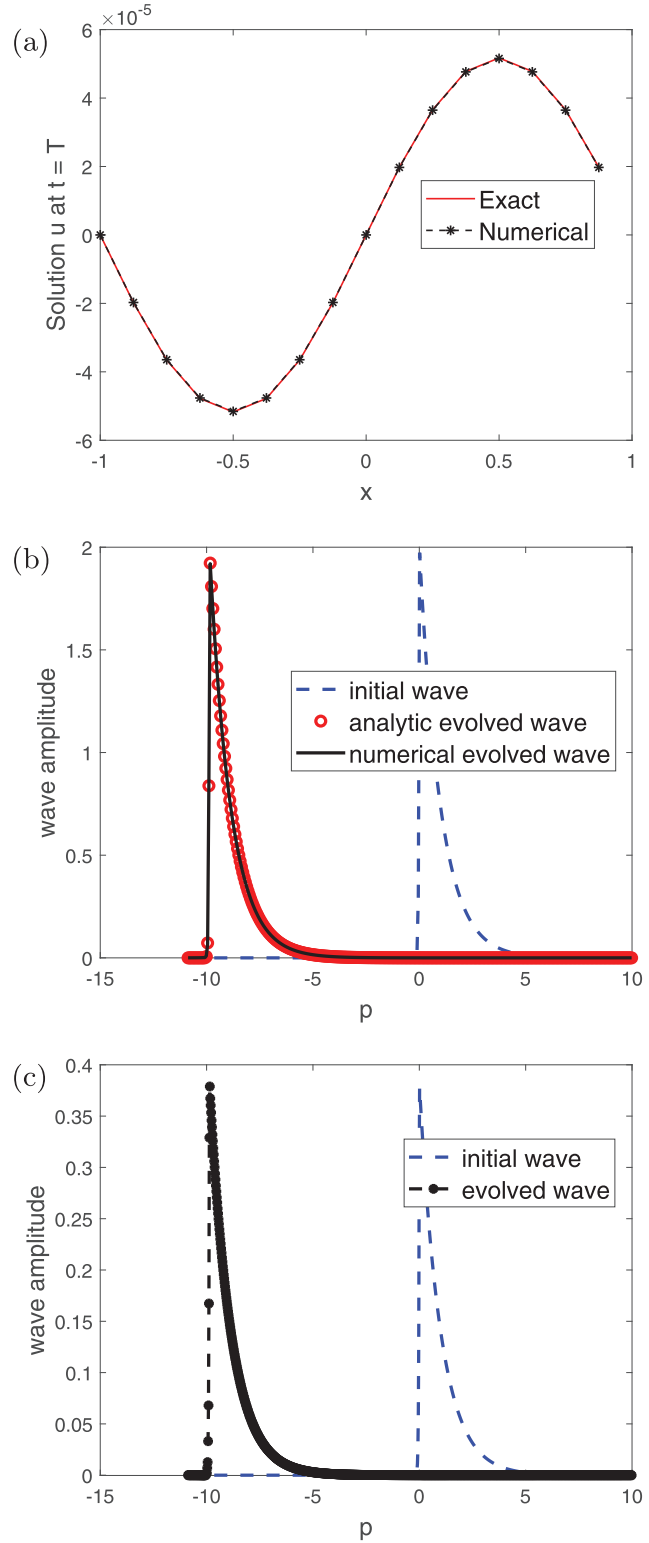 (a)
×10⁻⁵
6
4
2
0
-2
-4
-6
Solution u at t = T
Exact
Numerical
-1
-0.5
0
0.5
1
x
(b)
2
1.5
1
0.5
0
wave amplitude
initial wave
analytic evolved wave
numerical evolved wave
-15
-10
-5
0
5
10
p
(c)
0.4
0.35
0.3
0.25
0.2
0.15
0.1
0.05
0
wave amplitude
initial wave
evolved wave
-15
-10
-5
0
5
10
p